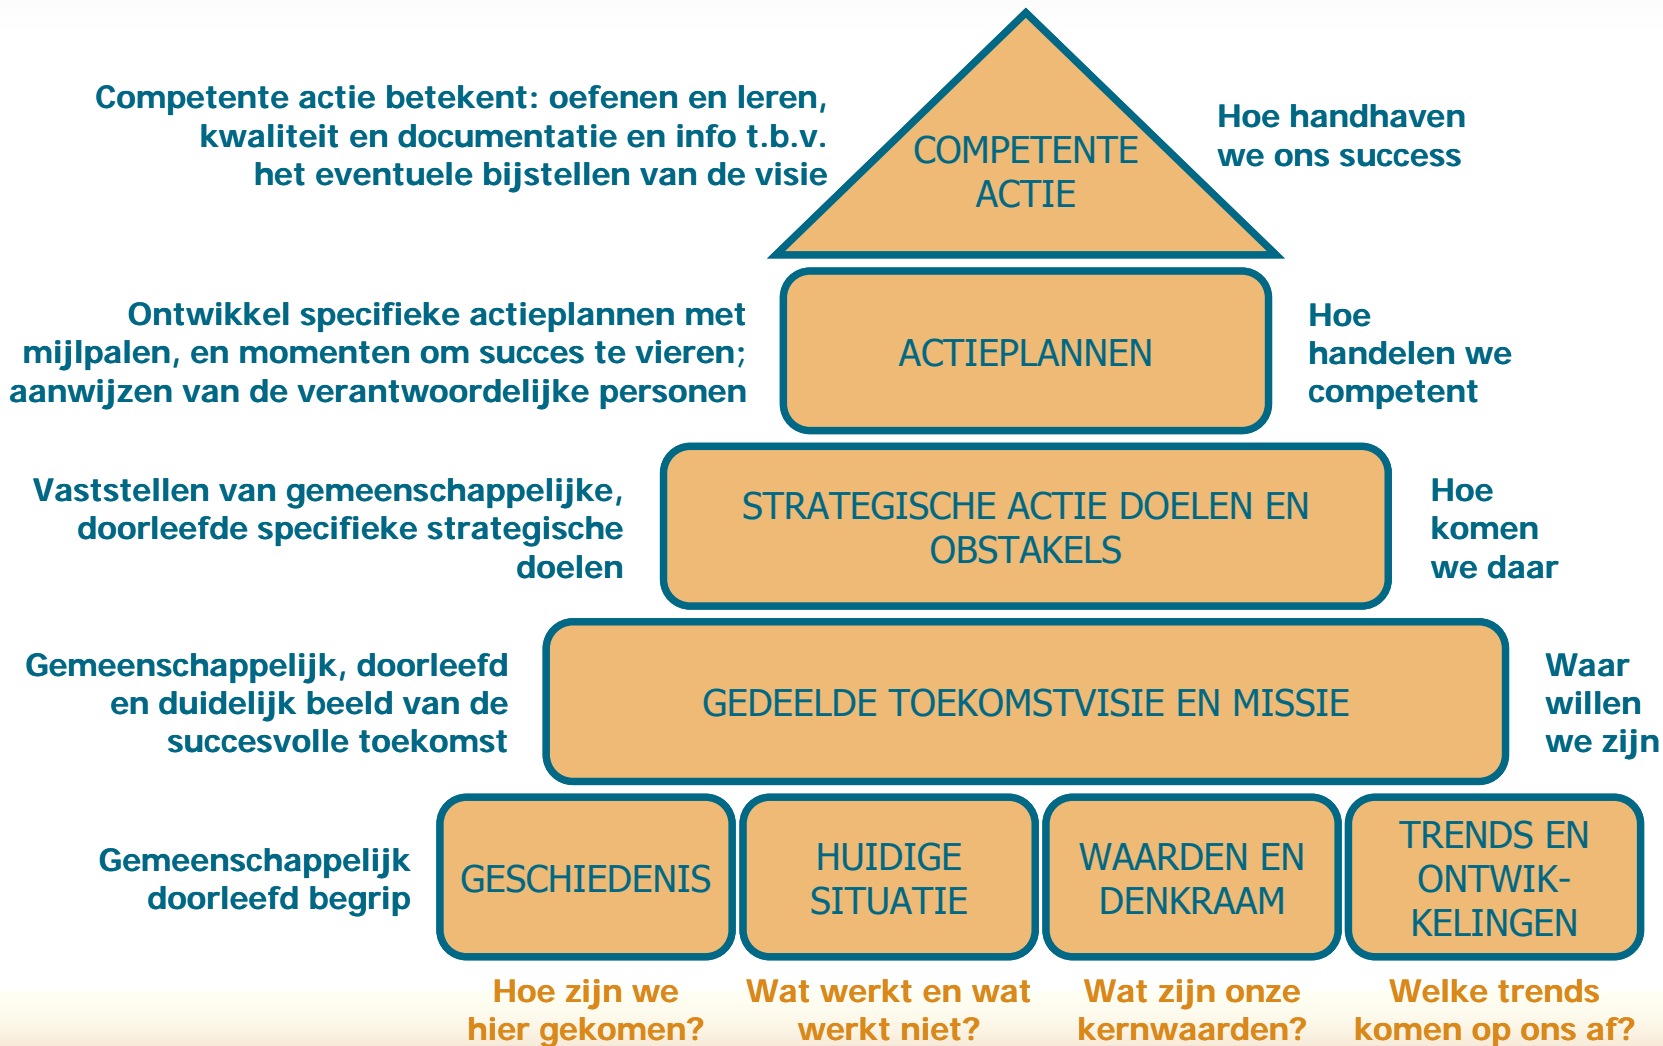 Competente actie betekent: oefenen en leren,
kwaliteit en documentatie en info t.b.v.
het eventuele bijstellen van de visie
COMPETENTE
ACTIE
Hoe handhaven
we ons success
Ontwikkel specifieke actieplannen met
mijlpalen, en momenten om succes te vieren;
aanwijzen van de verantwoordelijke personen
ACTIEPLANNEN
Hoe
handelen we
competent
Vaststellen van gemeenschappelijke,
doorleefde specifieke strategische
doelen
STRATEGISCHE ACTIE DOELEN EN
OBSTAKELS
Hoe
komen
we daar
Gemeenschappelijk, doorleefd
en duidelijk beeld van de
succesvolle toekomst
GEDEELDE TOEKOMSTVISIE EN MISSIE
Waar
willen
we zijn
Gemeenschappelijk
doorleefd begrip
GESCHIEDENIS
HUIDIGE
SITUATIE
WAARDEN EN
DENKRAAM
TRENDS EN
ONTWIK-
KELINGEN
Hoe zijn we
hier gekomen?
Wat werkt en wat
werkt niet?
Wat zijn onze
kernwaarden?
Welke trends
komen op ons af?